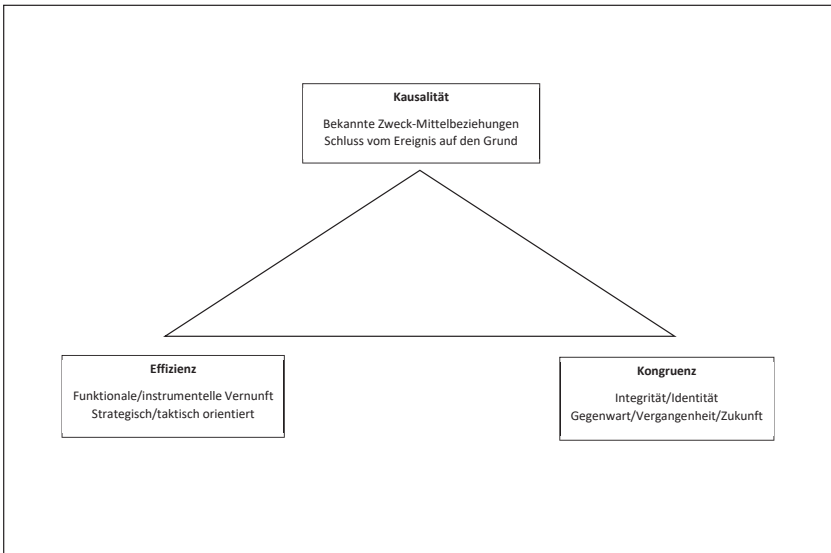 Kausalität
Bekannte Zweck-Mittelbeziehungen
Schluss vom Ereignis auf den Grund
Effizienz
Funktionale/instrumentelle Vernunft
Strategisch/taktisch orientiert
Kongruenz
Integrität/Identität
Gegenwart/Vergangenheit/Zukunft